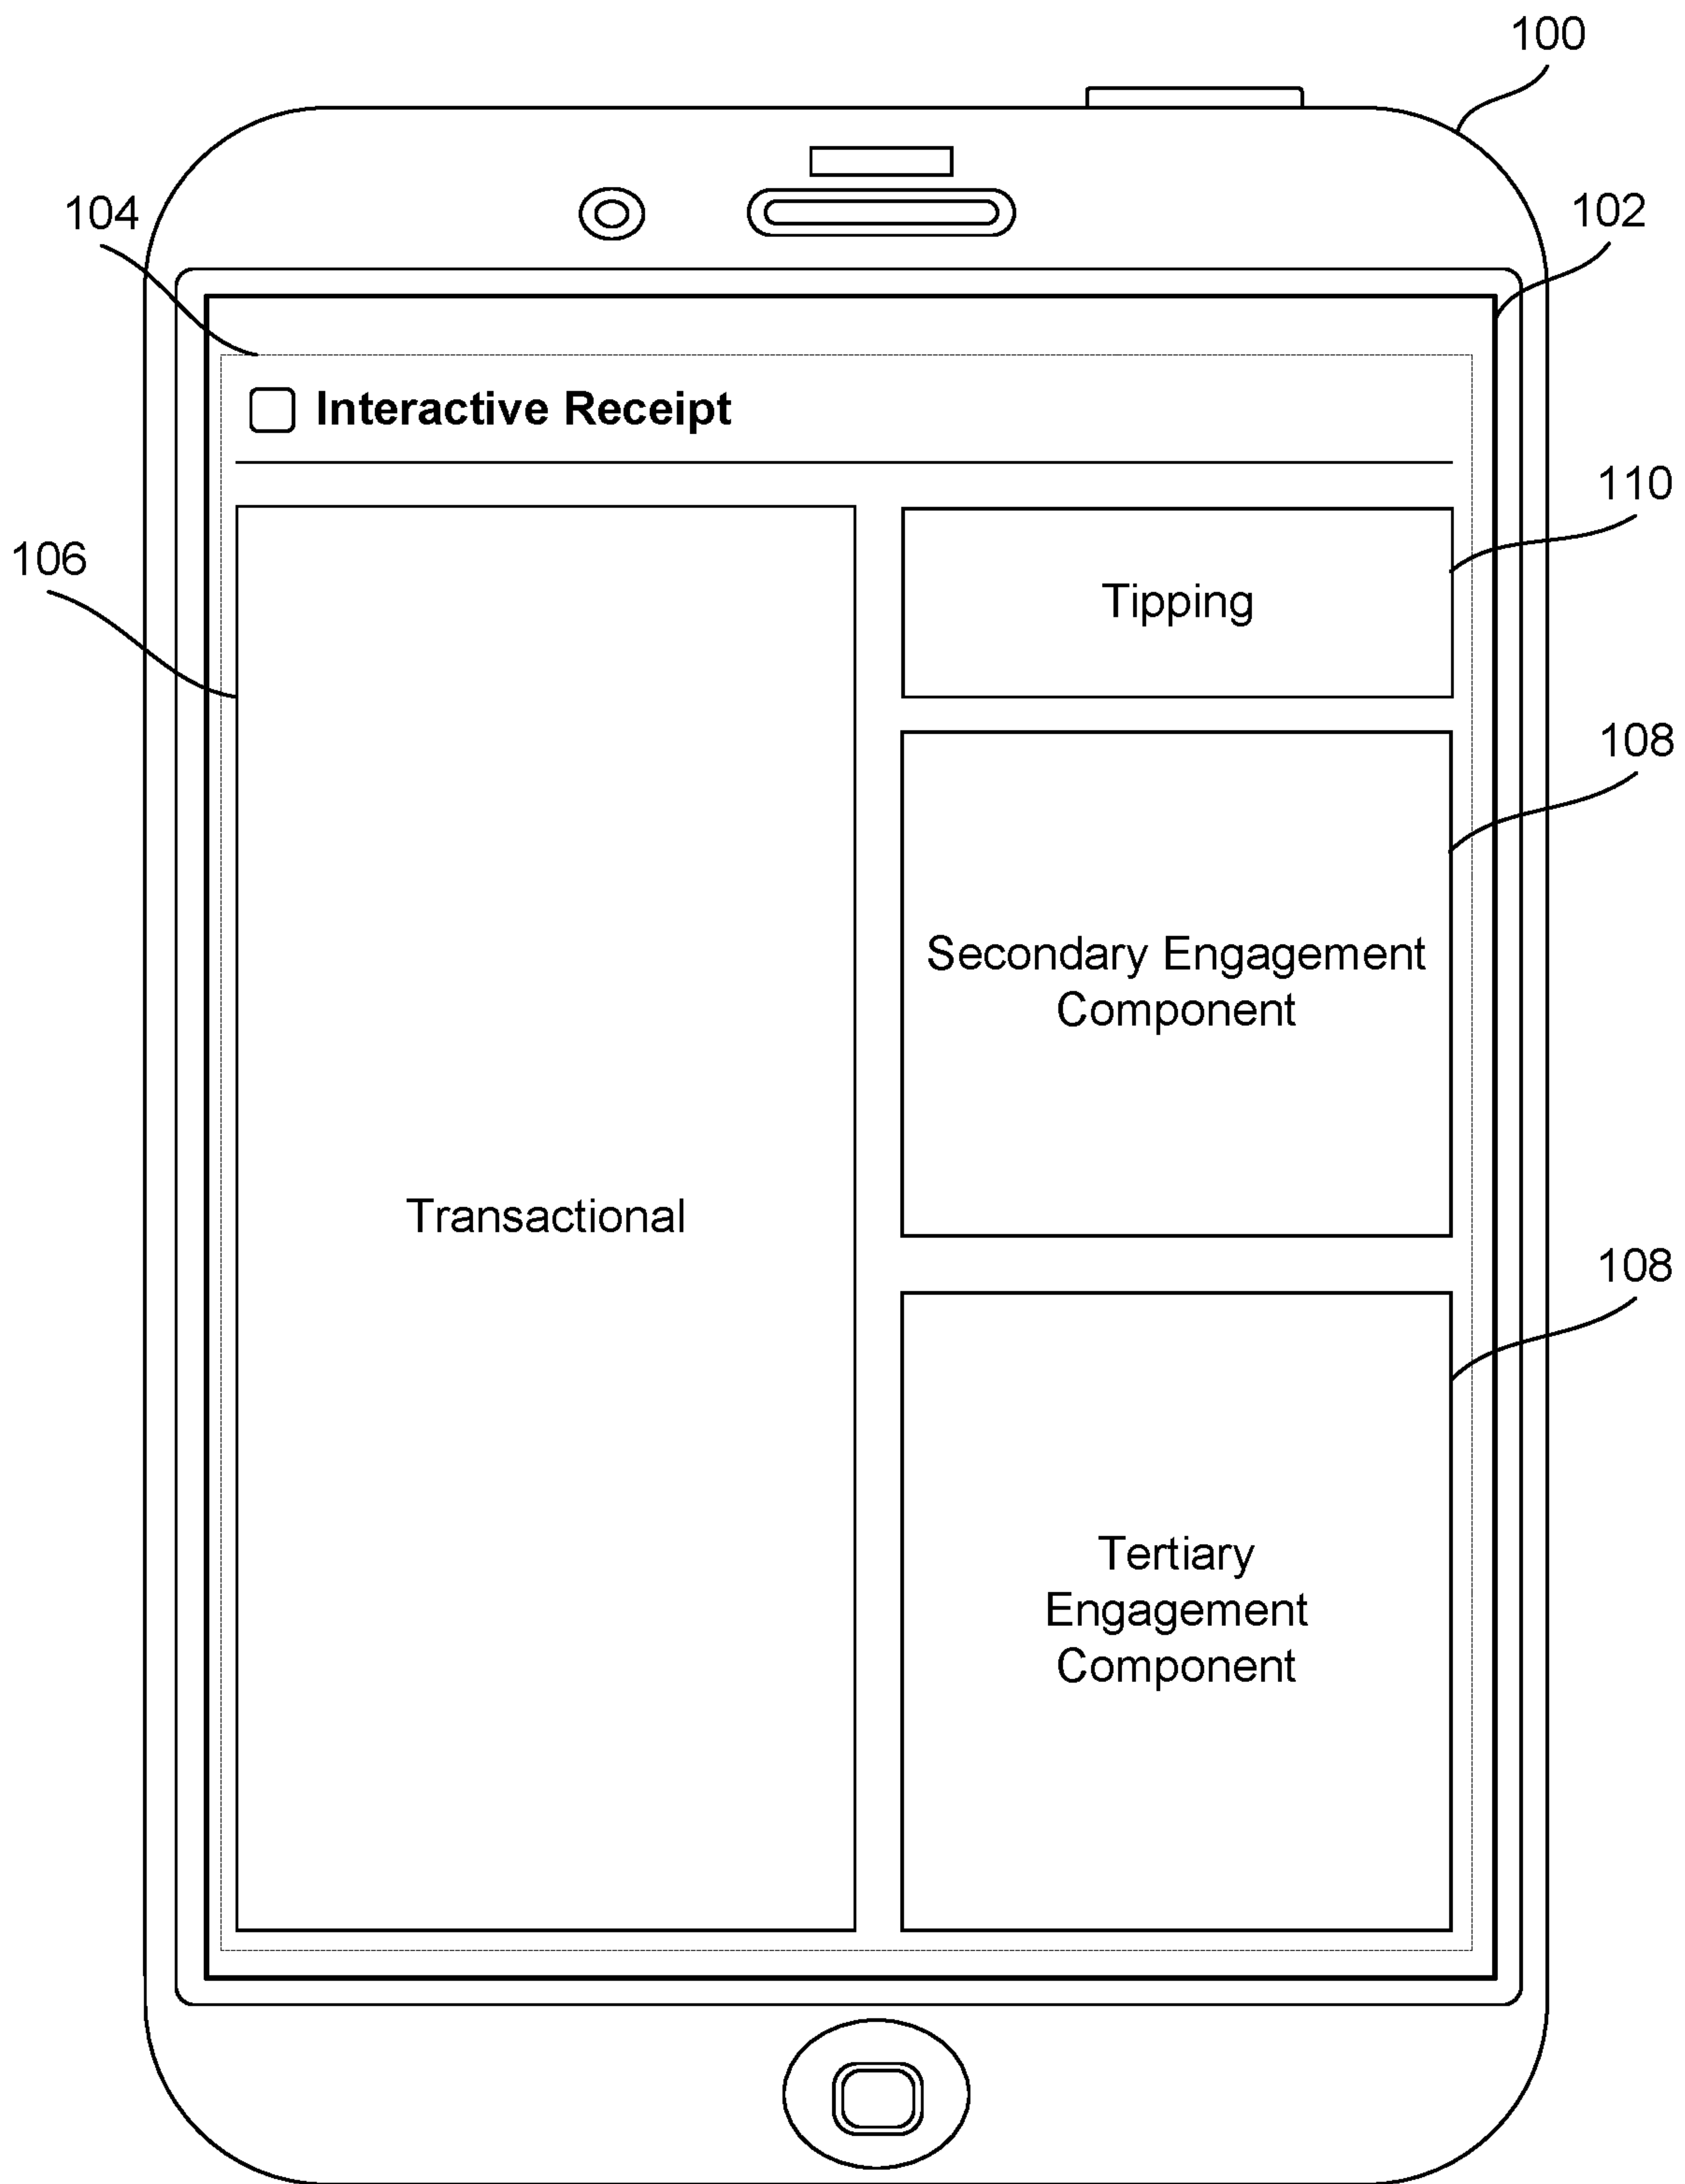 100
104
102
Interactive Receipt
110
106
Tipping
108
Secondary Engagement
Component
Transactional
108
Tertiary
Engagement
Component